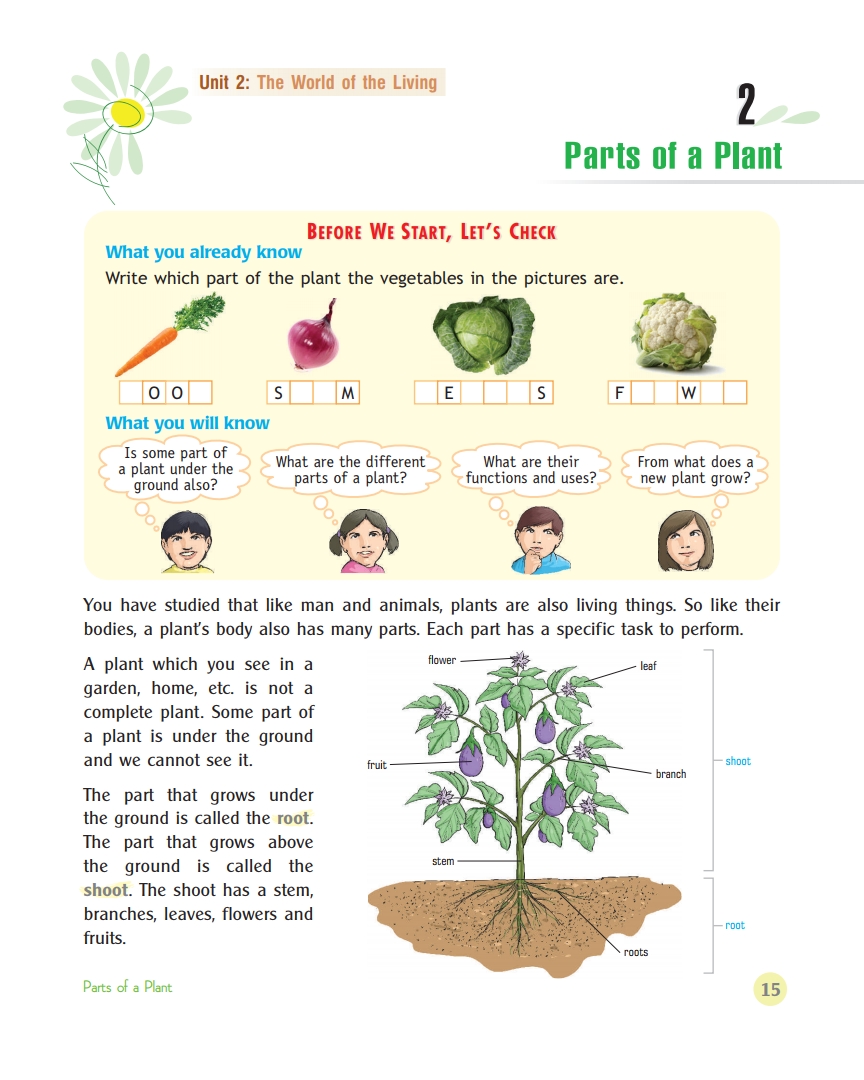 Unit 2: The World of the Living
2
Parts of a Plant
BEFORE WE START, LET'S CHECK
What you already know
Write which part of the plant the vegetables in the pictures are.
O O
S M
E S
F W
What you will know
Is some part of
a plant under the
ground also?
What are the different
parts of a plant?
What are their
functions and uses?
From what does a
new plant grow?
You have studied that like man and animals, plants are also living things. So like their
bodies, a plant's body also has many parts. Each part has a specific task to perform.
A plant which you see in a
garden, home, etc. is not a
complete plant. Some part of
a plant is under the ground
and we cannot see it.
The part that grows under
the ground is called the root.
The part that grows above
the ground is called the
shoot. The shoot has a stem,
branches, leaves, flowers and
fruits.
flower
leaf
fruit
branch
shoot
stem
root
roots
Parts of a Plant
15